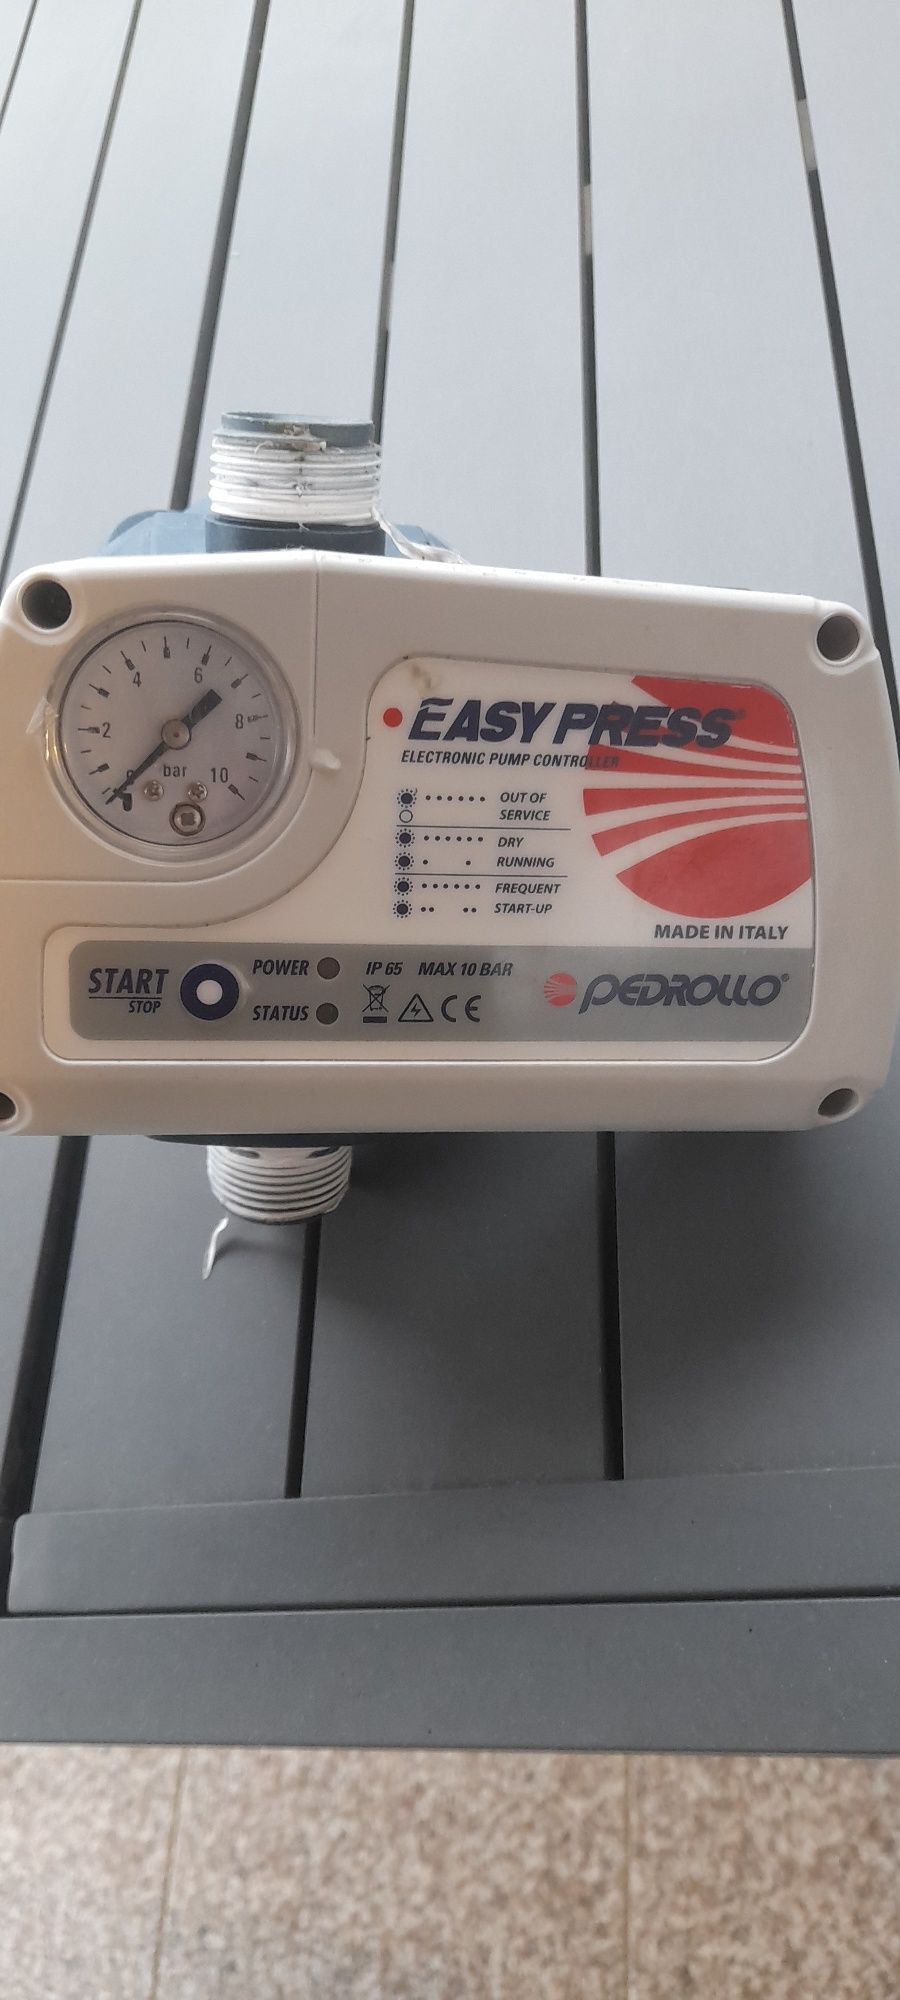 2
4
6
8
0
bar
10
EASY PRESS
ELECTRONIC PUMP CONTROLLER
OUT OF
SERVICE
DRY
RUNNING
FREQUENT
START-UP
MADE IN ITALY
START
STOP
POWER
STATUS
IP 65 MAX 10 BAR
CE
PEDROLLO®